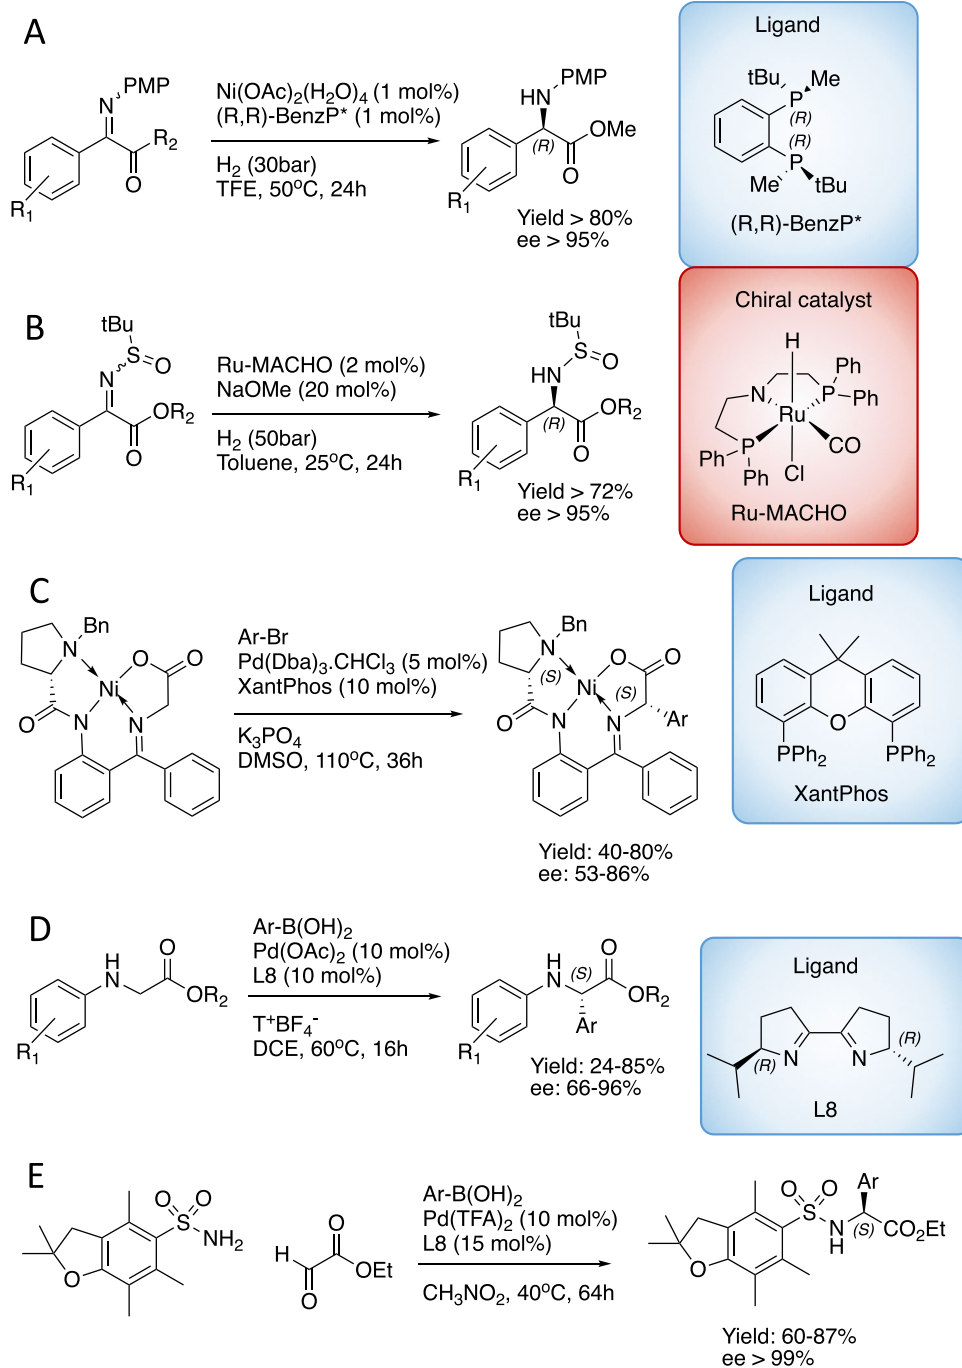 A
N
PMP
R2
O
R1
Ni(OAc)2(H2O)4 (1 mol%)
(R,R)-BenzP* (1 mol%)
H2 (30bar)
TFE, 50oC, 24h
HN
PMP
OMe
(R)
O
R1
Yield > 80%
ee > 95%
Ligand
tBu
Me
P
(R)
(R)
P
Me
tBu
(R,R)-BenzP*
B
tBu
S
O
N
OR2
O
R1
Ru-MACHO (2 mol%)
NaOMe (20 mol%)
H2 (50bar)
Toluene, 25oC, 24h
tBu
S
O
HN
OR2
(R)
O
R1
Yield > 72%
ee > 95%
Chiral catalyst
H
Ph
N
P
Ph
Ru
Ph
P
CO
Ph
Cl
Ru-MACHO
C
Bn
N
O
O
Ni
O
N
N
Ar-Br
Pd(Dba)3.CHCl3 (5 mol%)
XantPhos (10 mol%)
K3PO4
DMSO, 110oC, 36h
Bn
N
O
O
(S)
Ni
(S)
O
N
N
Ar
Yield: 40-80%
ee: 53-86%
Ligand
O
PPh2
PPh2
XantPhos
D
H
N
O
OR2
R1
Ar-B(OH)2
Pd(OAc)2 (10 mol%)
L8 (10 mol%)
T+BF4-
DCE, 60oC, 16h
H
N
(S)
O
OR2
Ar
R1
Yield: 24-85%
ee: 66-96%
Ligand
(R)
N
N
(R)
L8
E
O
O
S
NH2
O
O
H
OEt
O
Ar-B(OH)2
Pd(TFA)2 (10 mol%)
L8 (15 mol%)
CH3NO2, 40oC, 64h
O
O
Ar
S
N
H
(S)
CO2Et
O
Yield: 60-87%
ee > 99%